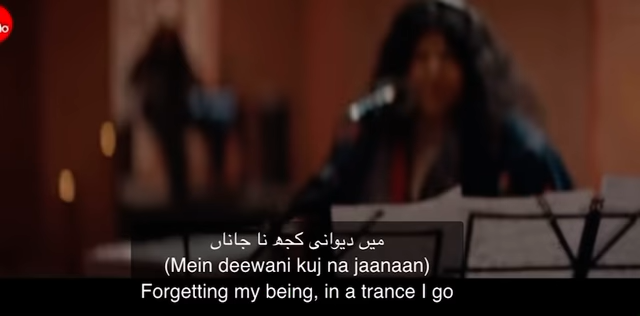 میں دیوانی کجھ نا جاناں
(Mein deewani kuj na jaanaan)
Forgetting my being, in a trance I go